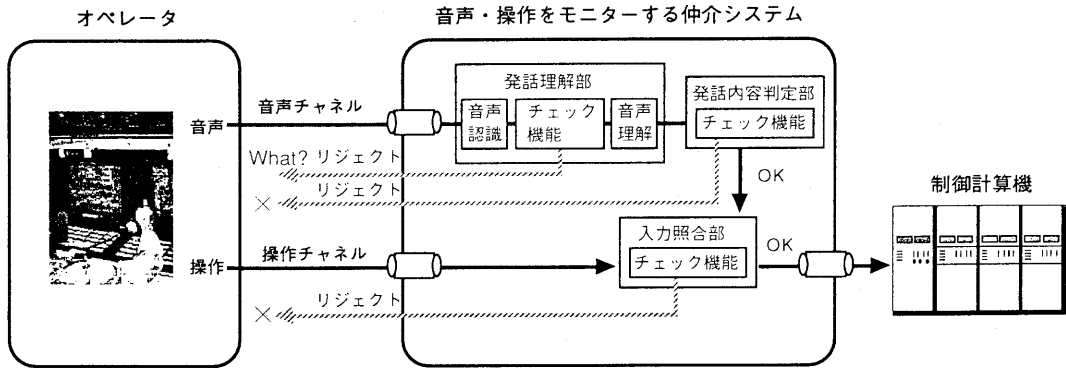 オペレータ
音声・操作をモニターする仲介システム
発話理解部
音声認識
チェック機能
音声理解
発話内容判定部
チェック機能
音声チャネル
音声
What? リジェクト
リジェクト
×
OK
制御計算機
入力照合部
チェック機能
OK
操作チャネル
操作
リジェクト
×